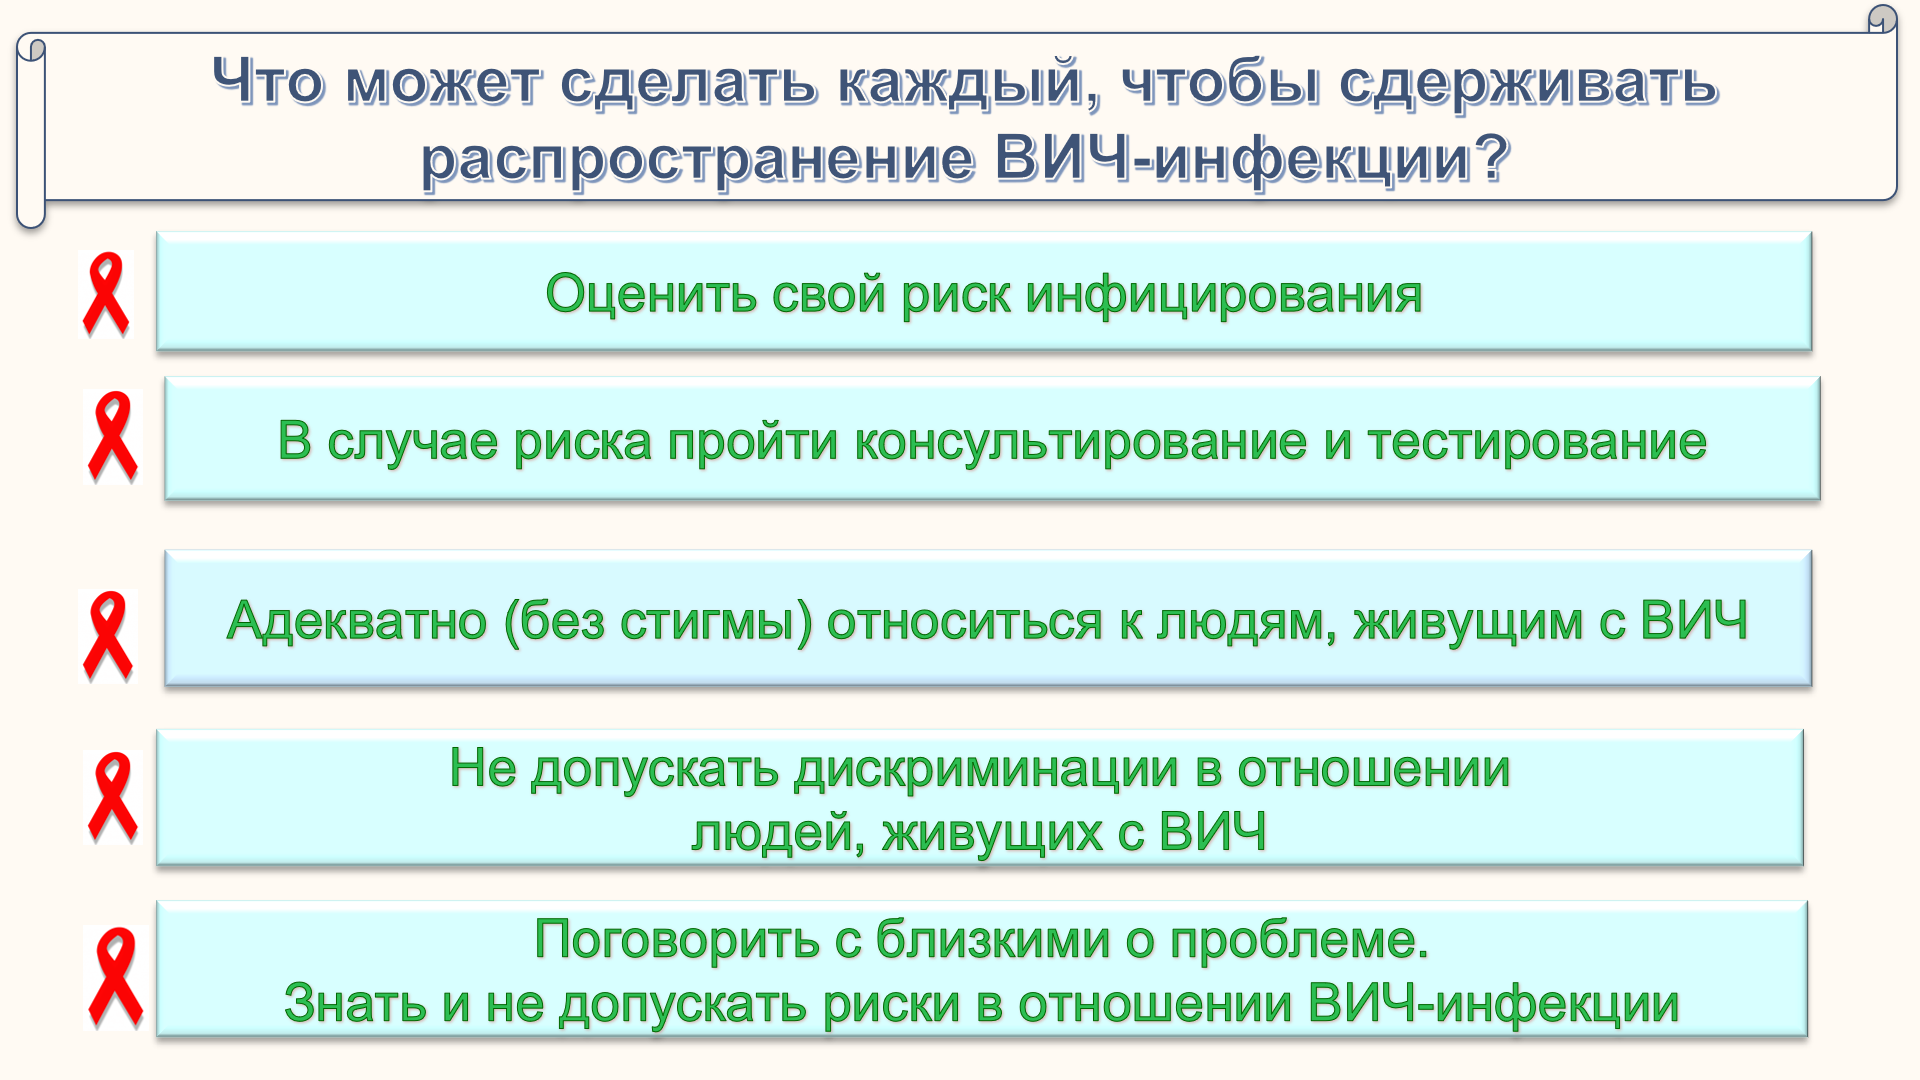 Что может сделать каждый, чтобы сдерживать
распространение ВИЧ-инфекции?
Оценить свой риск инфицирования
В случае риска пройти консультирование и тестирование
Адекватно (без стигмы) относиться к людям, живущим с ВИЧ
Не допускать дискриминации в отношении
людей, живущих с ВИЧ
Поговорить с близкими о проблеме.
Знать и не допускать риски в отношении ВИЧ-инфекции